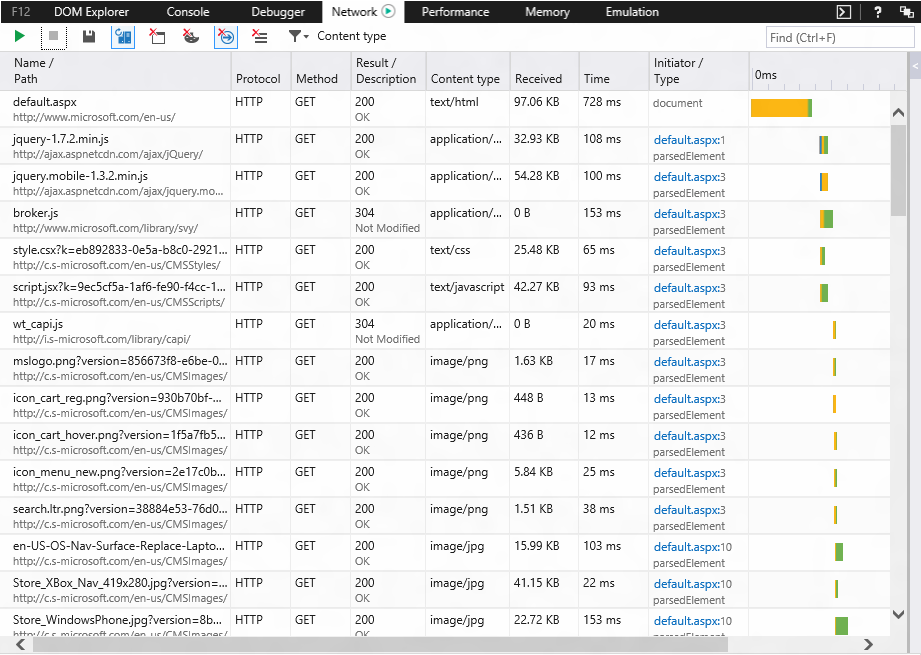 F12 DOM Explorer Console Debugger Network Performance Memory Emulation ?
Content type Find (Ctrl+F)
Name / Path Protocol Method Result / Description Content type Received Time Initiator / Type 0ms
default.aspx HTTP GET 200 text/html 97.06 KB 728 ms document
http://www.microsoft.com/en-us/ OK
jquery-1.7.2.min.js HTTP GET 200 application/... 32.93 KB 108 ms default.aspx:1
http://ajax.aspnetcdn.com/ajax/jQuery/ OK parsedElement
jquery.mobile-1.3.2.min.js HTTP GET 200 application/... 54.28 KB 100 ms default.aspx:3
http://ajax.aspnetcdn.com/ajax/jquery.mo... OK parsedElement
broker.js HTTP GET 304 application/... 0 B 153 ms default.aspx:3
http://www.microsoft.com/library/svy/ Not Modified parsedElement
style.csx?k=eb892833-0e5a-b8c0-2921... HTTP GET 200 text/css 25.48 KB 65 ms default.aspx:3
http://c.s-microsoft.com/en-us/CMSStyles/ OK parsedElement
script.jsx?k=9ec5cf5a-1af6-fe90-f4cc-1... HTTP GET 200 text/javascript 42.27 KB 93 ms default.aspx:3
http://c.s-microsoft.com/en-us/CMSScripts/ OK parsedElement
wt_capi.js HTTP GET 304 application/... 0 B 20 ms default.aspx:3
http://i.s-microsoft.com/library/capi/ Not Modified parsedElement
mslogo.png?version=856673f8-e6be-0... HTTP GET 200 image/png 1.63 KB 17 ms default.aspx:3
http://c.s-microsoft.com/en-us/CMSImages/ OK parsedElement
icon_cart_reg.png?version=930b70bf-... HTTP GET 200 image/png 448 B 13 ms default.aspx:3
http://c.s-microsoft.com/en-us/CMSImages/ OK parsedElement
icon_cart_hover.png?version=1f5a7fb5... HTTP GET 200 image/png 436 B 12 ms default.aspx:3
http://c.s-microsoft.com/en-us/CMSImages/ OK parsedElement
icon_menu_new.png?version=2e17c0b... HTTP GET 200 image/png 5.84 KB 25 ms default.aspx:3
http://c.s-microsoft.com/en-us/CMSImages/ OK parsedElement
search.ltr.png?version=38884e53-76d0... HTTP GET 200 image/png 1.51 KB 38 ms default.aspx:3
http://c.s-microsoft.com/en-us/CMSImages/ OK parsedElement
en-US-OS-Nav-Surface-Replace-Lapto... HTTP GET 200 image/jpg 15.99 KB 103 ms default.aspx:10
http://c.s-microsoft.com/en-us/CMSImages/ OK parsedElement
Store_XBox_Nav_419x280.jpg?version=... HTTP GET 200 image/jpg 41.15 KB 22 ms default.aspx:10
http://c.s-microsoft.com/en-us/CMSImages/ OK parsedElement
Store_WindowsPhone.jpg?version=8b... HTTP GET 200 image/jpg 22.72 KB 153 ms default.aspx:10
http://c.s-microsoft.com/en-us/CMSImages/ OK parsedElement